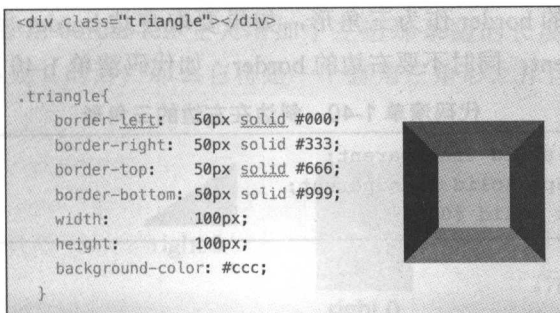 <div class="triangle"></div>
.triangle{
border-left: 50px solid #000;
border-right: 50px solid #333;
border-top: 50px solid #666;
border-bottom: 50px solid #999;
width: 100px;
height: 100px;
background-color: #ccc;
}